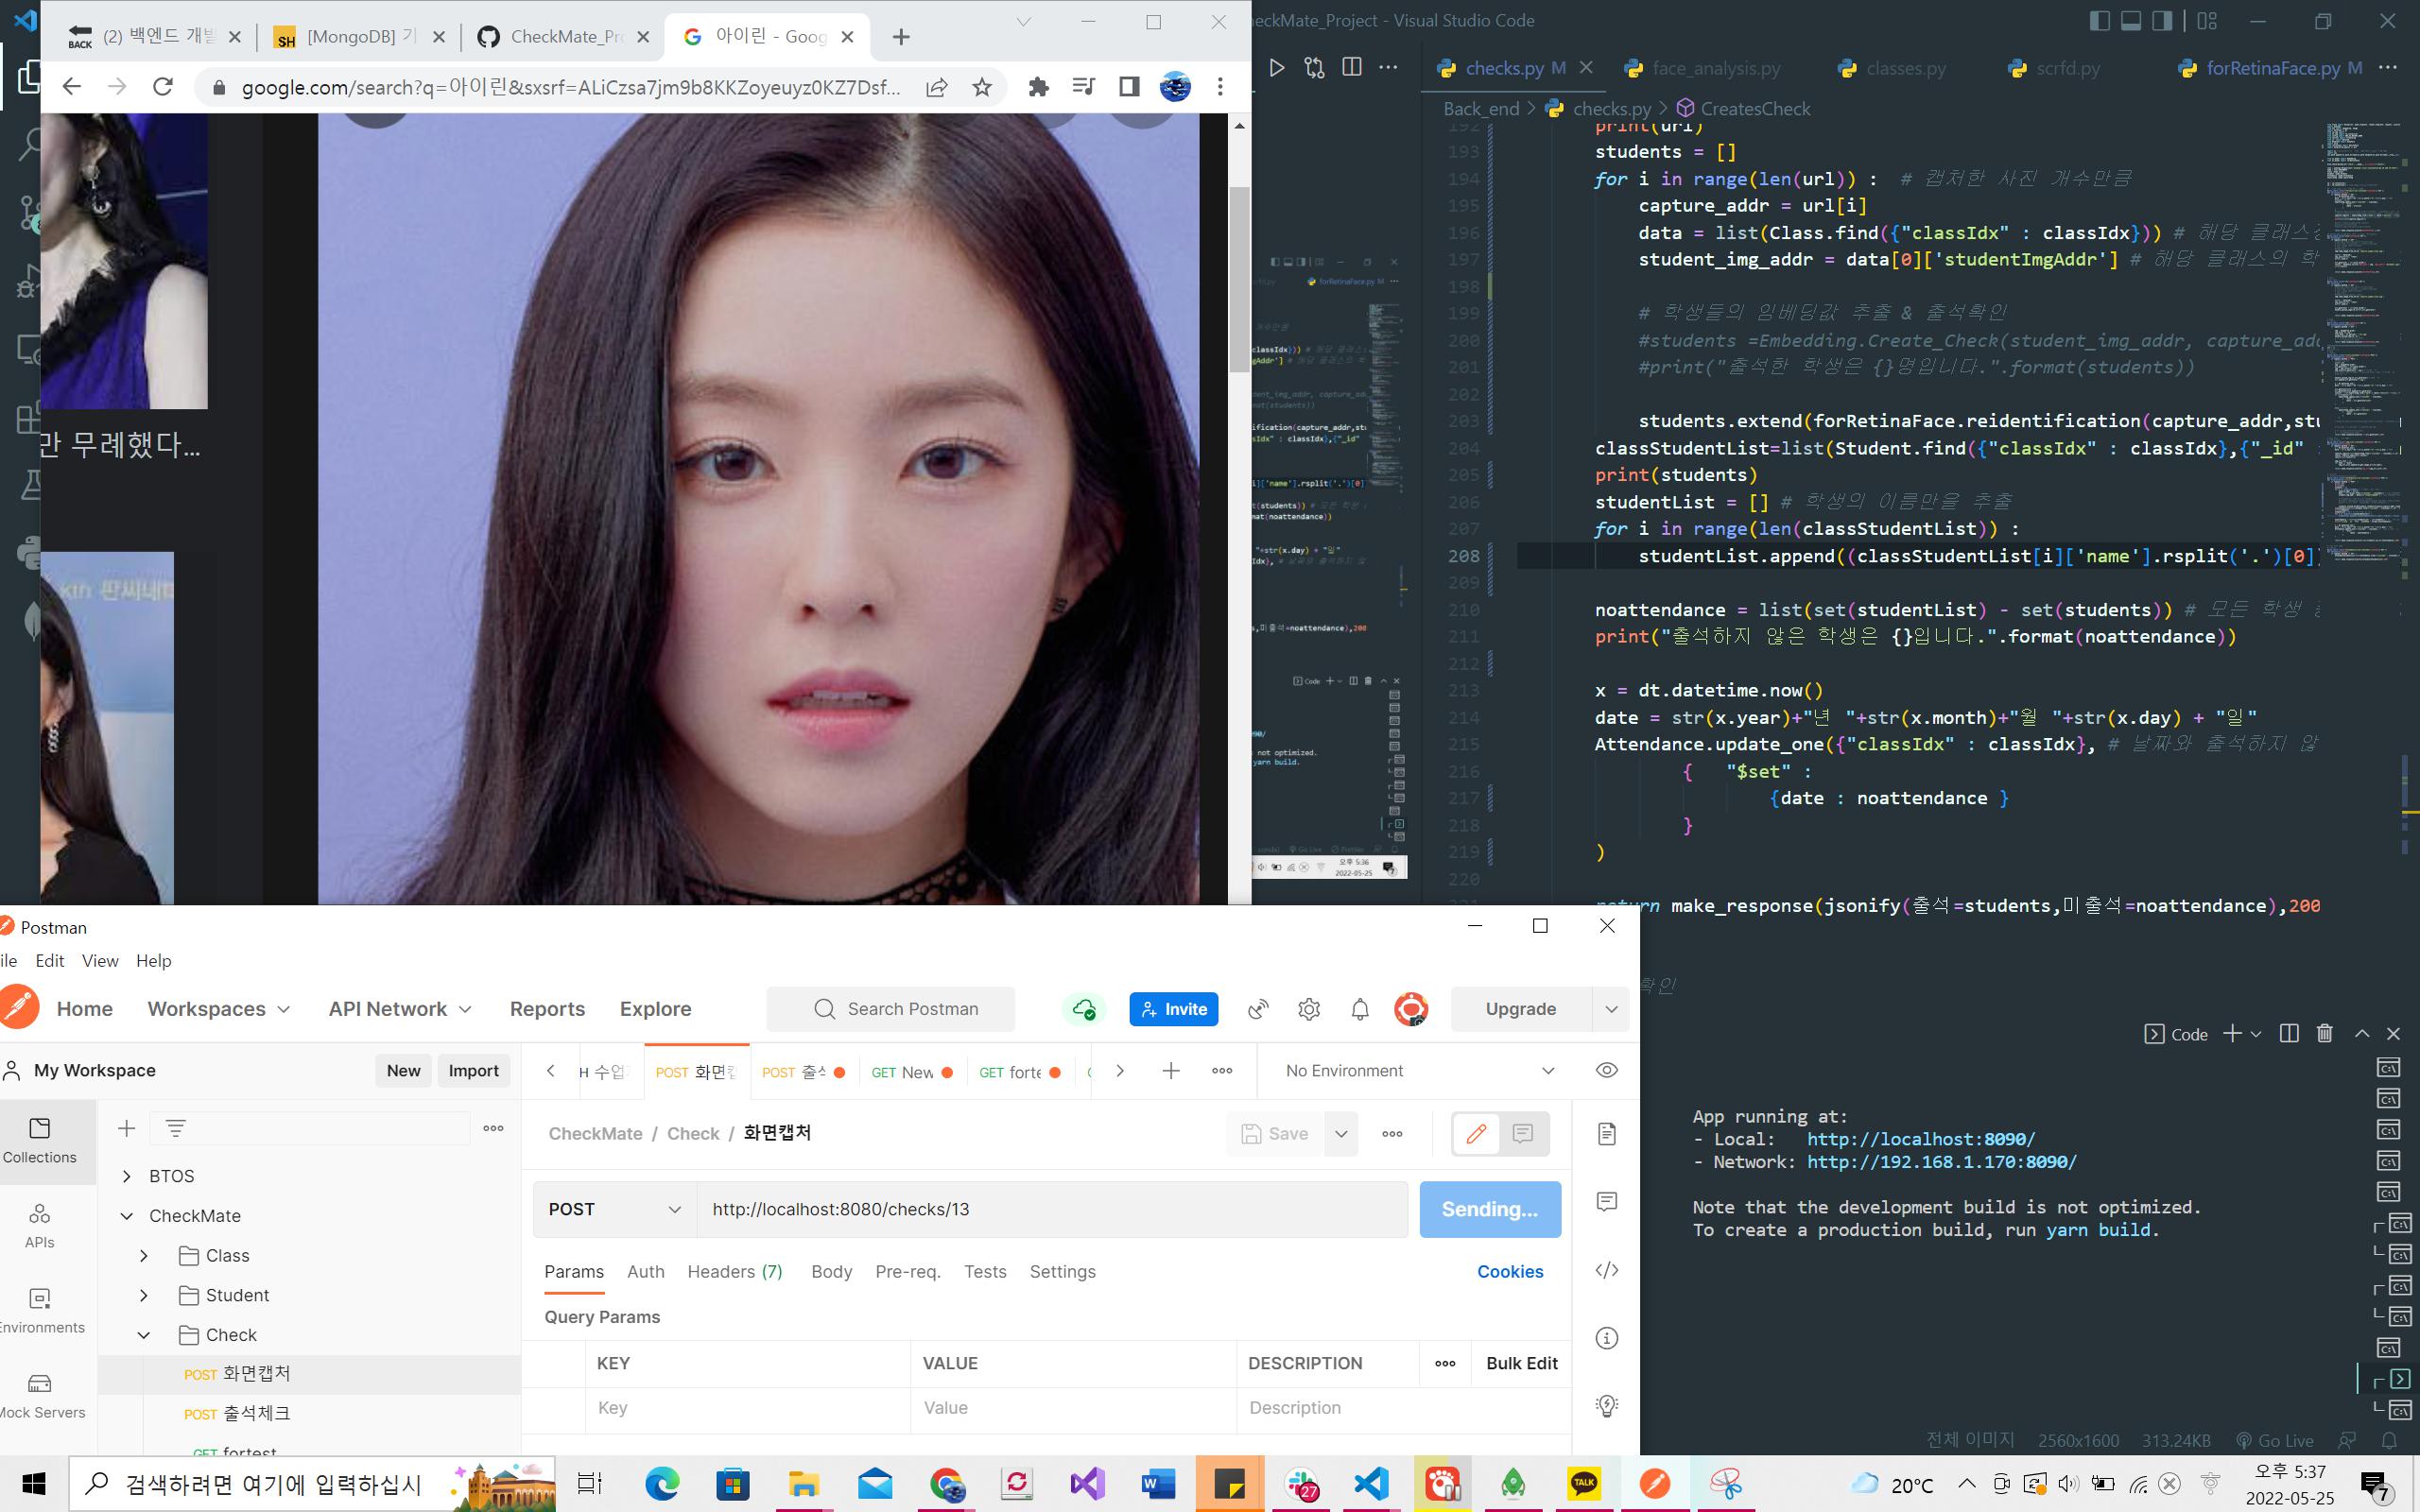 (2) 백엔드 개발
[MongoDB] 기
CheckMate_Pro
아이린 - Goog
google.com/search?q=아이린&sxsrf=ALiCzsa7jm9b8KKZoyeuyz0KZ7Dsf...
만 무례했다...
eckMate_Project - Visual Studio Code
checks.py M
face_analysis.py
classes.py
scrfd.py
forRetinaFace.py M
Back_end > checks.py > CreatesCheck
192 print(url)
193 students = []
194 for i in range(len(url)) :  # 캡처한 사진 개수만큼
195 capture_addr = url[i]
196 data = list(Class.find({"classIdx" : classIdx})) # 해당 클래스
197 student_img_addr = data[0]['studentImgAddr'] # 해당 클래스의 학
198
199 # 학생들의 임베딩값 추출 & 출석확인
200 #students =Embedding.Create_Check(student_img_addr, capture_add
201 #print("출석한 학생은 {}명입니다.".format(students))
202
203 students.extend(forRetinaFace.reidentification(capture_addr,stu
204 classStudentList=list(Student.find({"classIdx" : classIdx},{"_id" :
205 print(students)
206 studentList = [] # 학생의 이름만을 추출
207 for i in range(len(classStudentList)) :
208 studentList.append((classStudentList[i]['name'].rsplit('.')[0])
209
210 noattendance = list(set(studentList) - set(students)) # 모든 학생
211 print("출석하지 않은 학생은 {}입니다.".format(noattendance))
212
213 x = dt.datetime.now()
214 date = str(x.year)+"년 "+str(x.month)+"월 "+str(x.day) + "일"
215 Attendance.update_one({"classIdx" : classIdx}, # 날짜와 출석하지 않
216 {   "$set" :
217 {date : noattendance }
218 }
219 )
220
return make_response(jsonify(출석=students,미출석=noattendance),200
확인
Code
App running at:
- Local:   http://localhost:8090/
- Network: http://192.168.1.170:8090/
Note that the development build is not optimized.
To create a production build, run yarn build.
전체 이미지 2560x1600 313.24KB Go Live
Postman
ile Edit View Help
Home Workspaces API Network Reports Explore
Search Postman
Invite
Upgrade
My Workspace
New Import
POST 화면캡
POST 출석
GET New
GET forte
No Environment
Collections
APIs
Environments
Mock Servers
BTOS
CheckMate
Class
Student
Check
POST 화면캡처
POST 출석체크
GET fortest
CheckMate / Check / 화면캡처
Save
POST http://localhost:8080/checks/13
Sending...
Params Auth Headers (7) Body Pre-req. Tests Settings
Cookies
Query Params
KEY VALUE DESCRIPTION Bulk Edit
Key Value Description
검색하려면 여기에 입력하십시
27
TALK
20°C
오후 5:37
2022-05-25
7